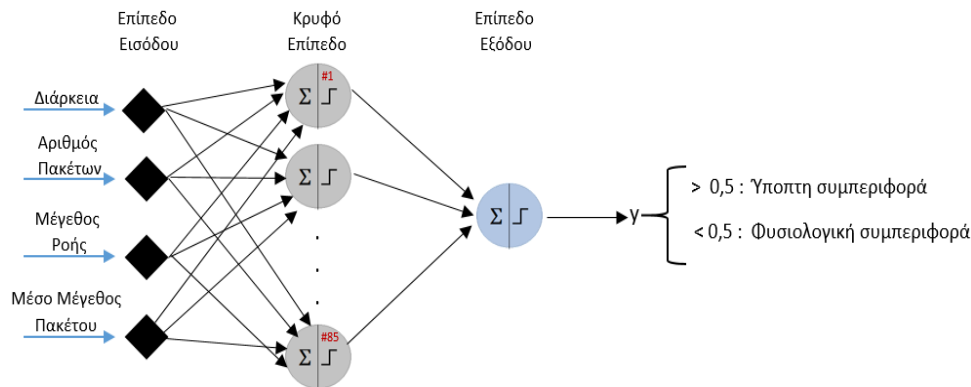 Επίπεδο
Εισόδου
Κρυφό
Επίπεδο
Επίπεδο
Εξόδου
Διάρκεια
Αριθμός
Πακέτων
Μέγεθος
Ροής
Μέσο Μέγεθος
Πακέτου
#1
Σ
Σ
#85
Σ
Σ
y
> 0,5 : Ύποπτη συμπεριφορά
< 0,5 : Φυσιολογική συμπεριφορά